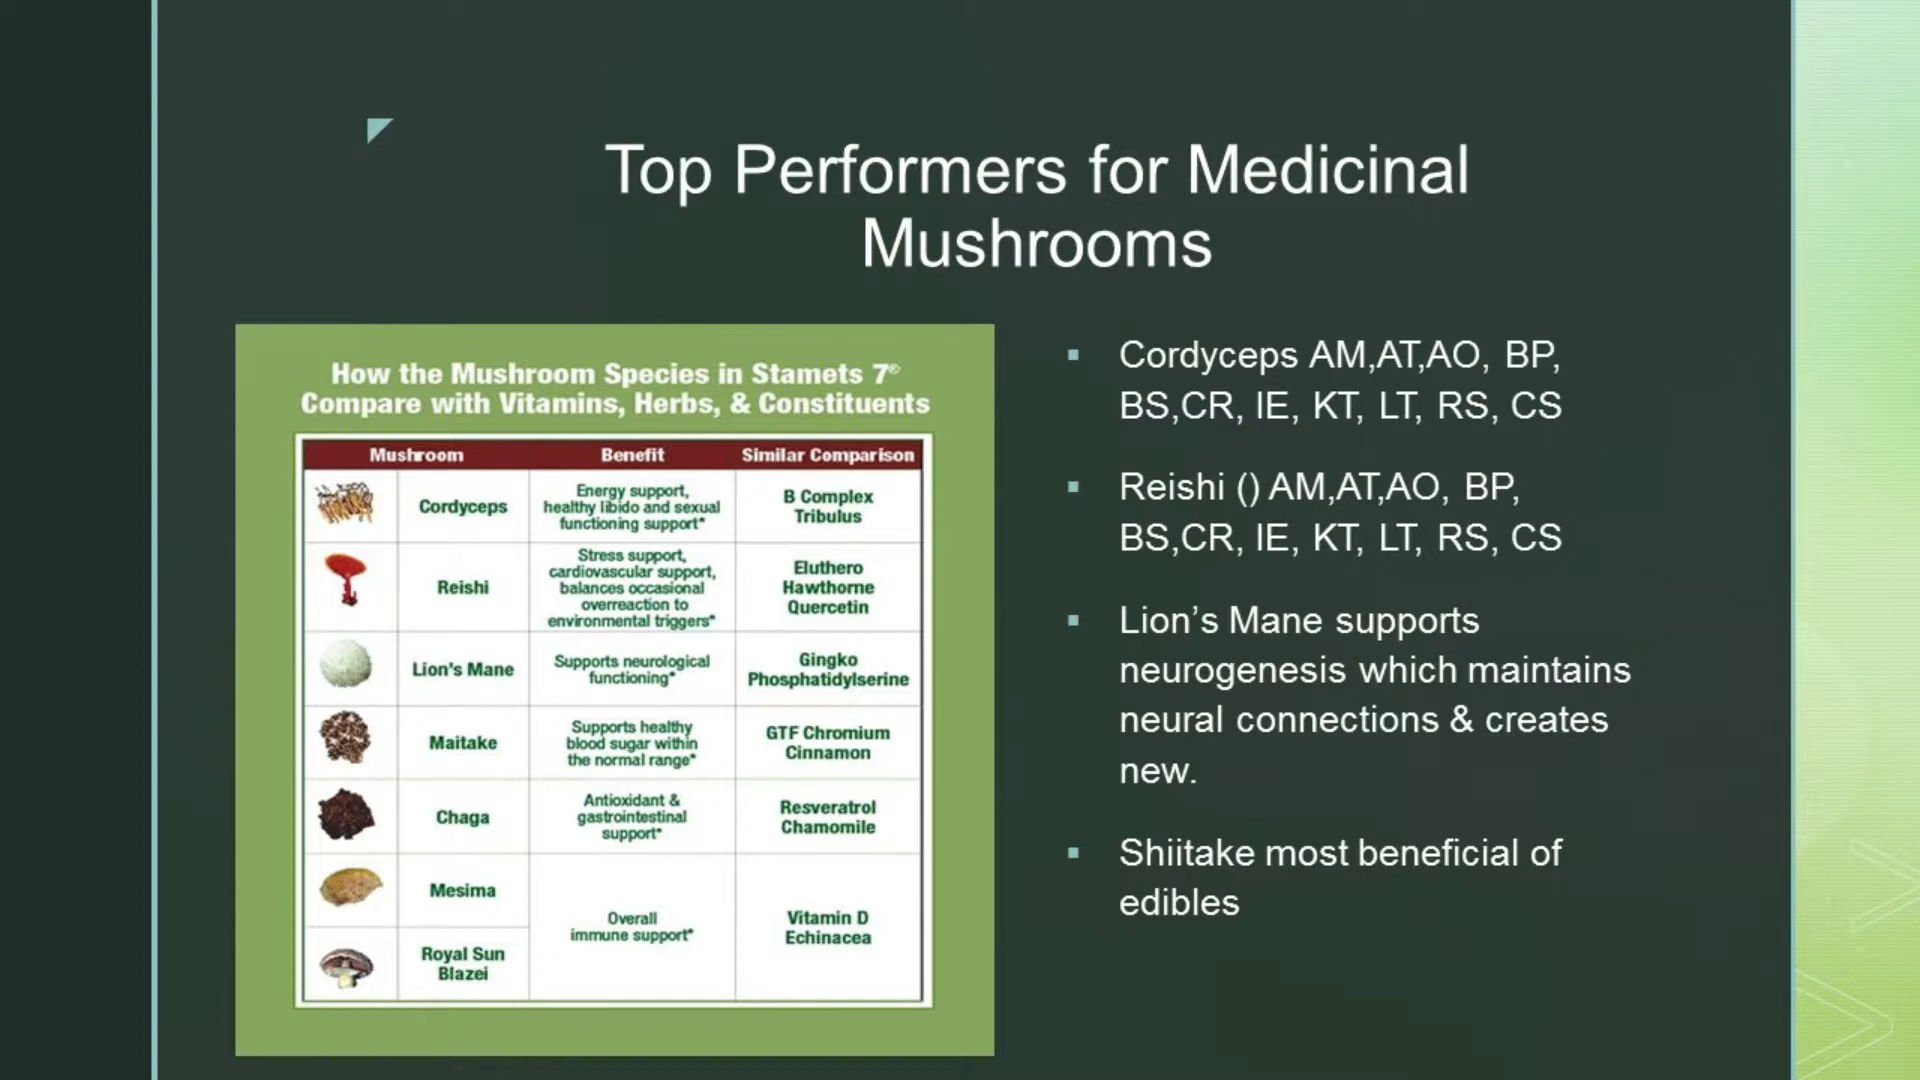 Top Performers for Medicinal
Mushrooms
How the Mushroom Species in Stamets 7®
Compare with Vitamins, Herbs, & Constituents
Mushroom Benefit Similar Comparison
Cordyceps
Energy support,
healthy libido and sexual
functioning support*
B Complex
Tribulus
Reishi
Stress support,
cardiovascular support,
balances occasional
overreaction to
environmental triggers*
Eluthero
Hawthorne
Quercetin
Lion's Mane
Supports neurological
functioning*
Gingko
Phosphatidylserine
Maitake
Supports healthy
blood sugar within
the normal range*
GTF Chromium
Cinnamon
Chaga
Antioxidant &
gastrointestinal
support*
Resveratrol
Chamomile
Mesima
Royal Sun
Blazei
Overall
immune support*
Vitamin D
Echinacea
▪ Cordyceps AM,AT,AO, BP,
BS,CR, IE, KT, LT, RS, CS
▪ Reishi () AM,AT,AO, BP,
BS,CR, IE, KT, LT, RS, CS
▪ Lion’s Mane supports
neurogenesis which maintains
neural connections & creates
new.
▪ Shiitake most beneficial of
edibles